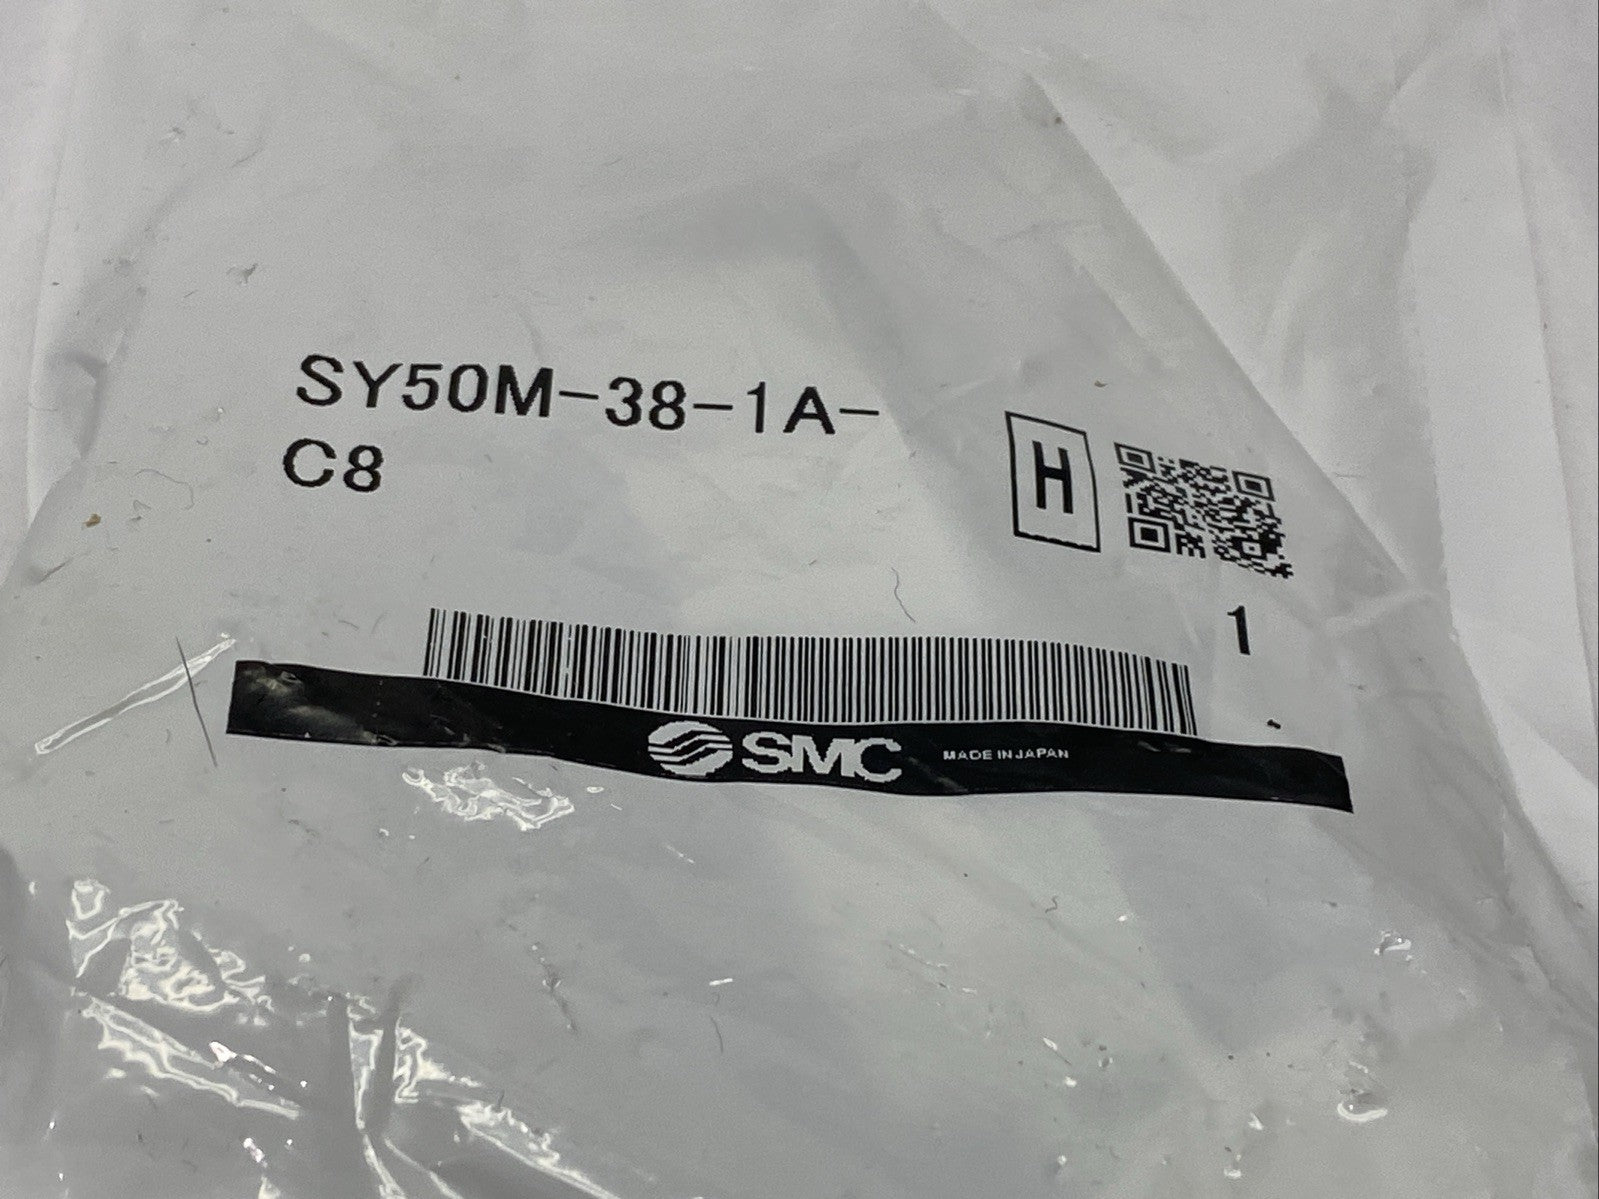 SY50M-38-1A-
C8
H
1
SMC MADE IN JAPAN